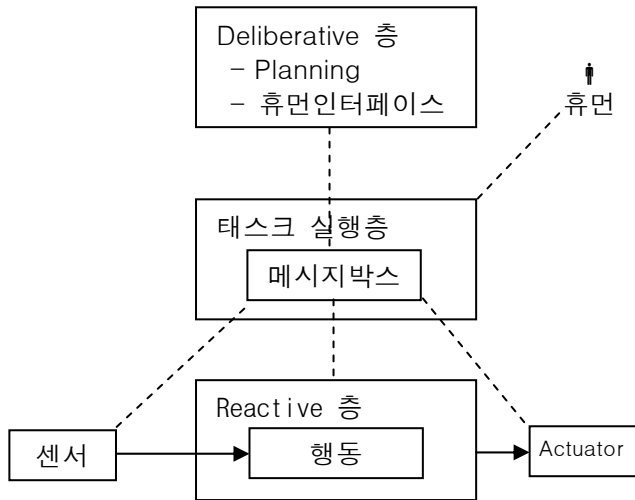 Deliberative 층
- Planning
- 휴먼인터페이스
휴먼
태스크 실행층
메시지박스
Reactive 층
센서
행동
Actuator